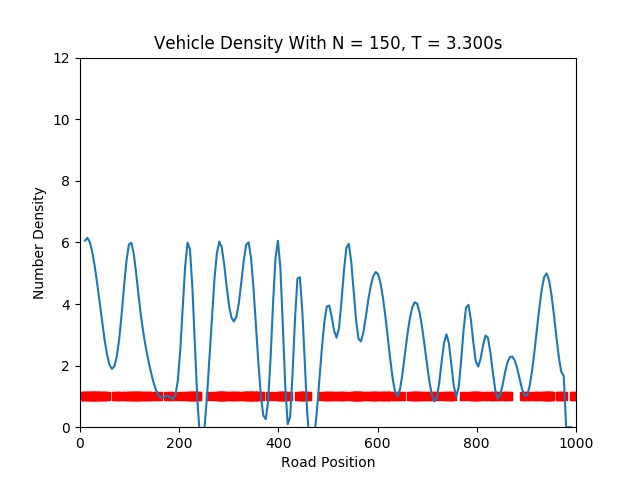 Vehicle Density With N = 150, T = 3.300s
12
10
8
6
4
2
0
Number Density
0 200 400 600 800 1000
Road Position